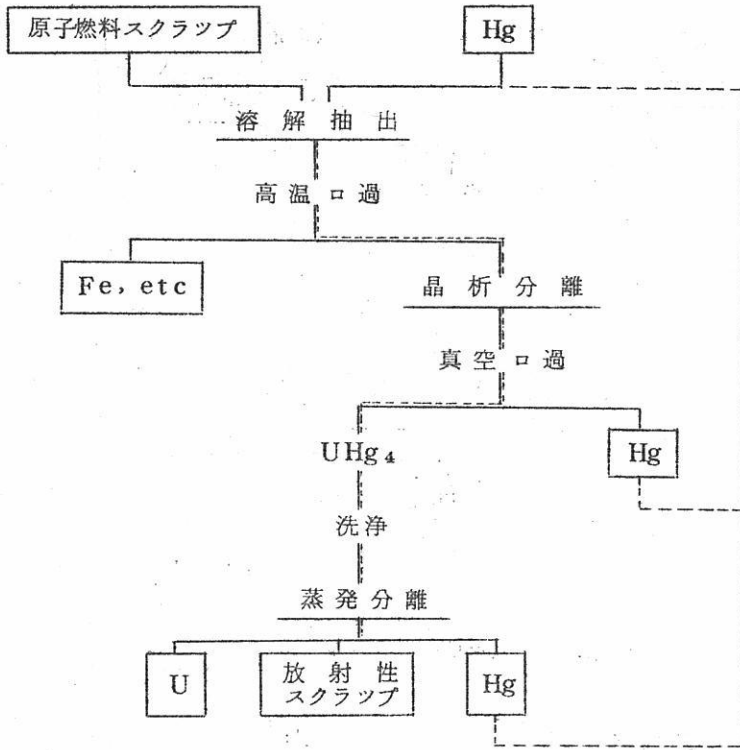 原子燃料スクラップ
Hg
溶解抽出
高温ロ過
Fe, etc
晶析分離
真空ロ過
UHg₄
Hg
洗浄
蒸発分離
U
放射性
スクラップ
Hg